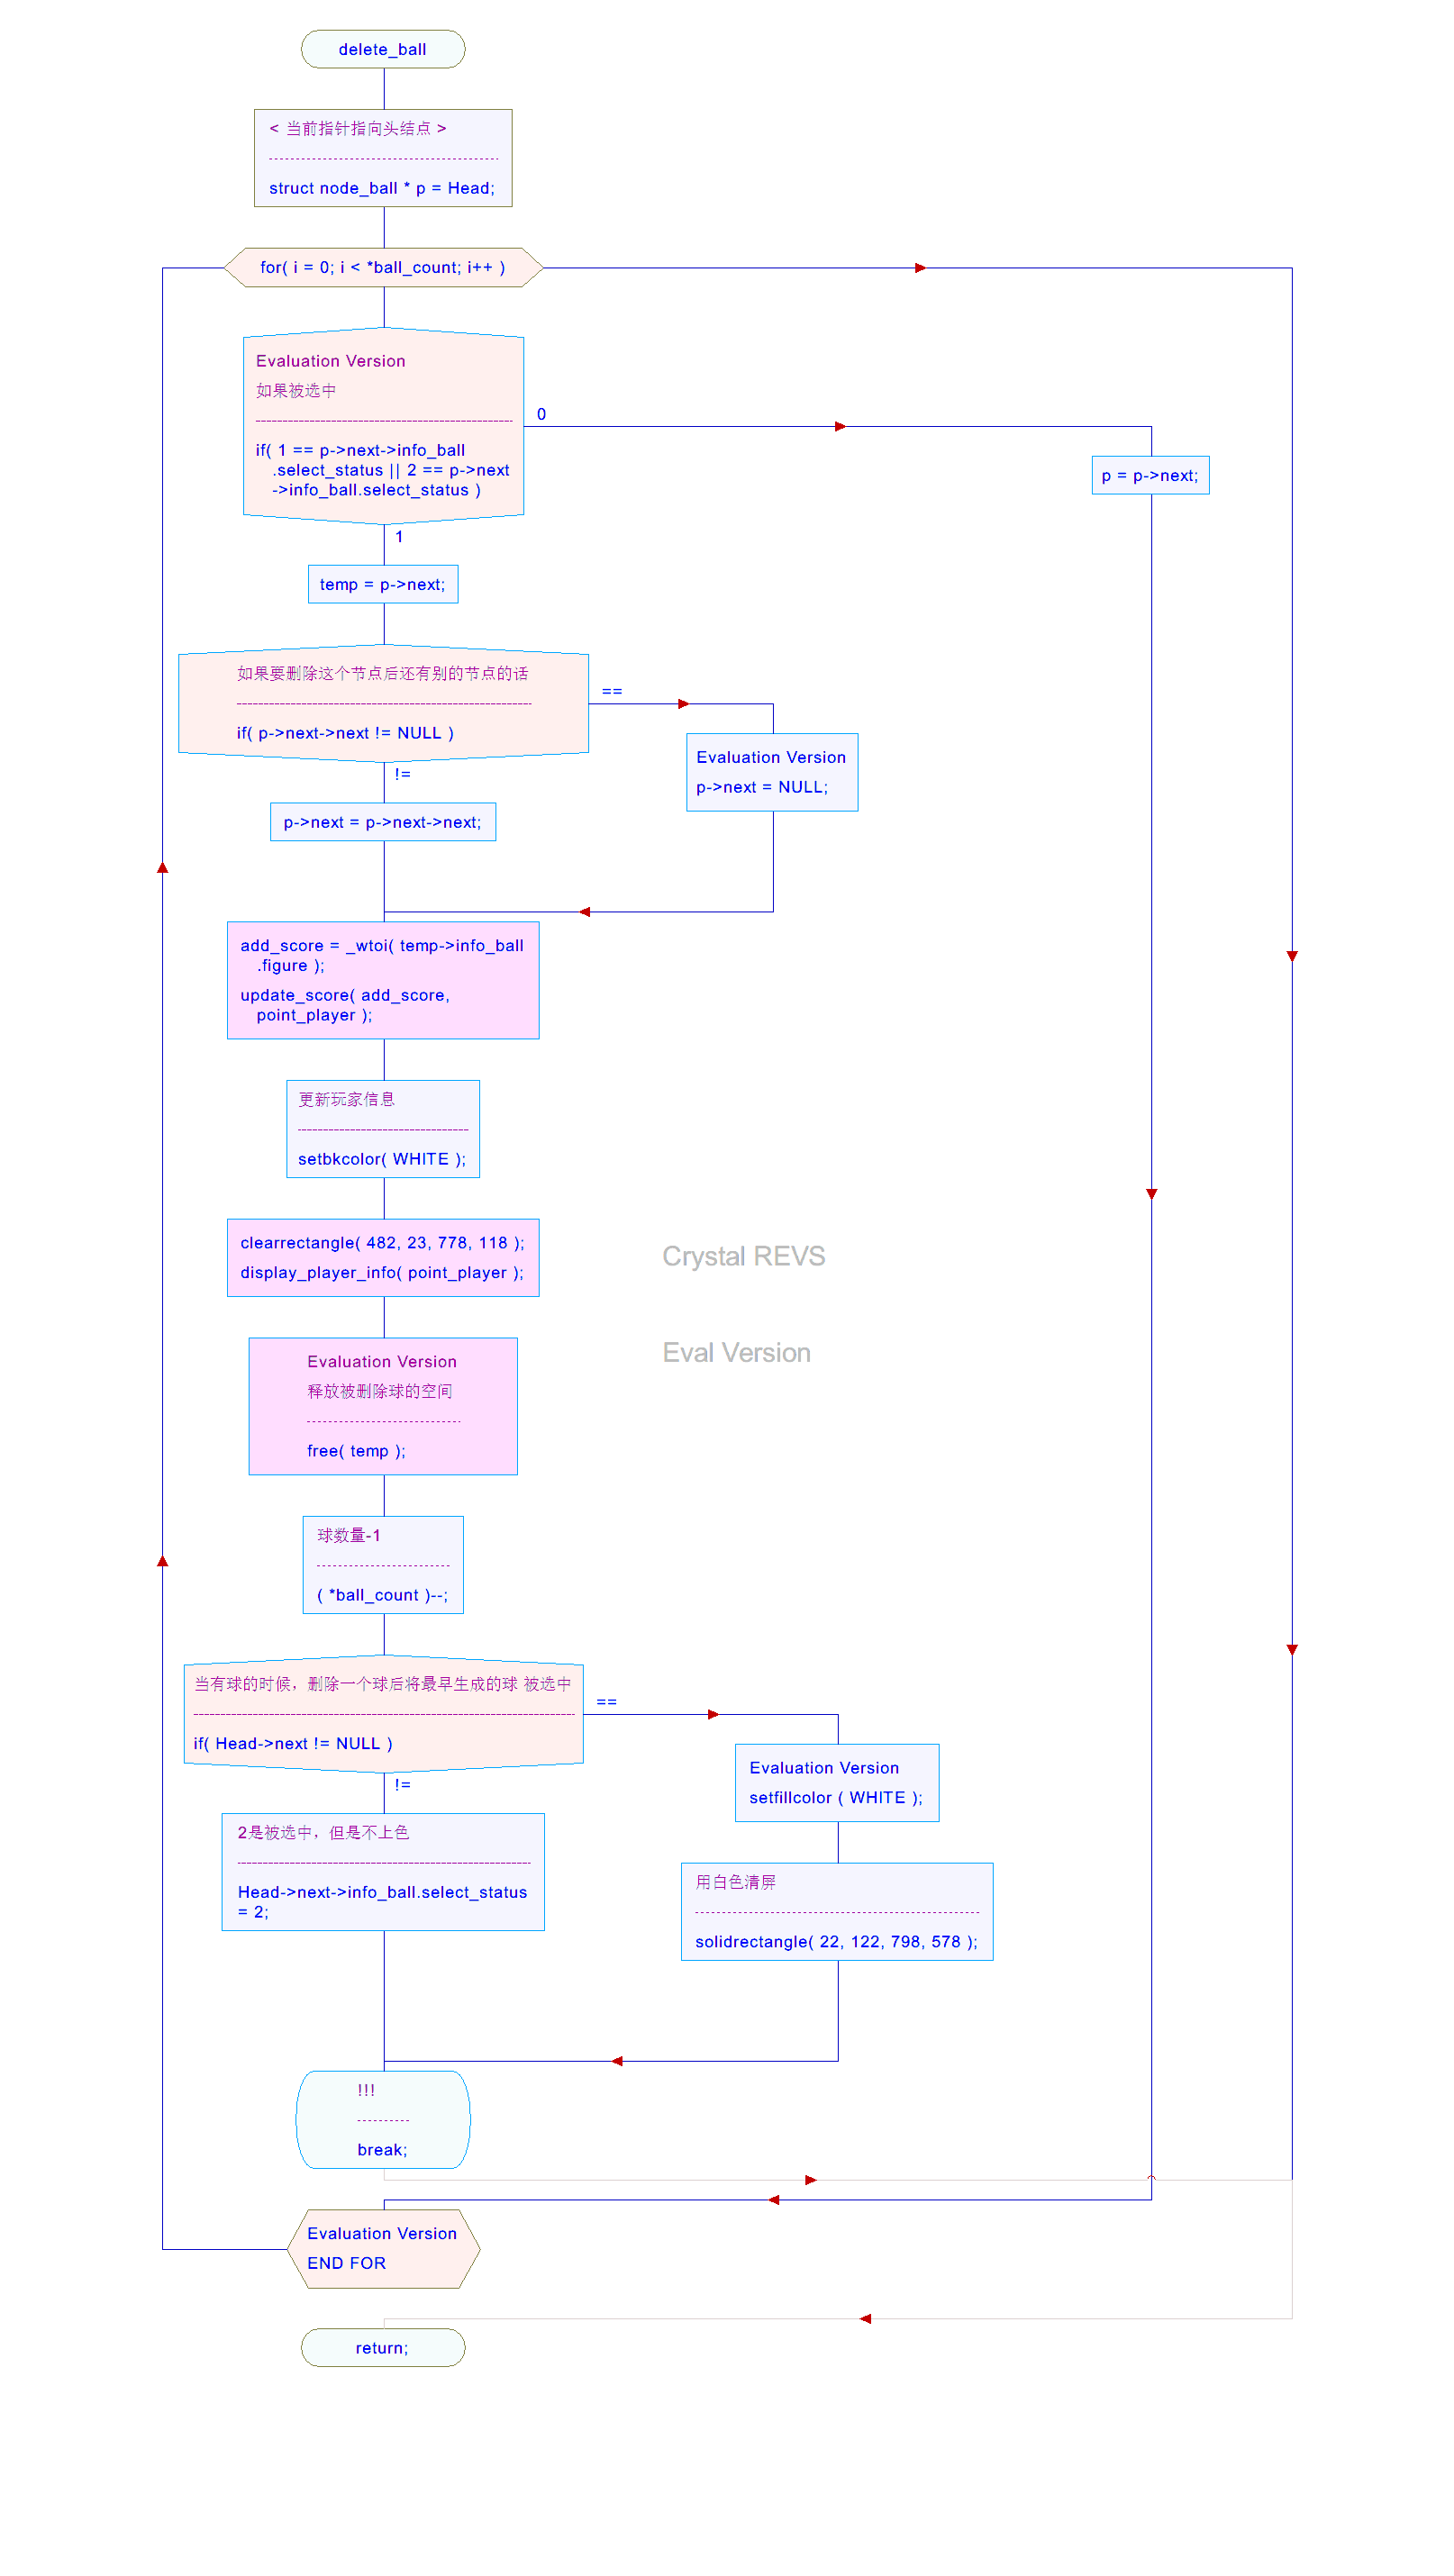 delete_ball
< 当前指针指向头结点 >
struct node_ball * p = Head;
for( i = 0; i < *ball_count; i++ )
Evaluation Version
如果被选中
if( 1 == p->next->info_ball
.select_status || 2 == p->next
->info_ball.select_status )
0
p = p->next;
1
temp = p->next;
如果要删除这个节点后还有别的节点的话
if( p->next->next != NULL )
==
Evaluation Version
p->next = NULL;
!=
p->next = p->next->next;
add_score = _wtoi( temp->info_ball
.figure );
update_score( add_score,
point_player );
更新玩家信息
setbkcolor( WHITE );
clearrectangle( 482, 23, 778, 118 );
display_player_info( point_player );
Crystal REVS
Eval Version
Evaluation Version
释放被删除球的空间
free( temp );
球数量-1
( *ball_count )--;
当有球的时候，删除一个球后将最早生成的球 被选中
if( Head->next != NULL )
==
Evaluation Version
setfillcolor ( WHITE );
!=
2是被选中，但是不上色
Head->next->info_ball.select_status
= 2;
用白色清屏
solidrectangle( 22, 122, 798, 578 );
!!!
break;
Evaluation Version
END FOR
return;